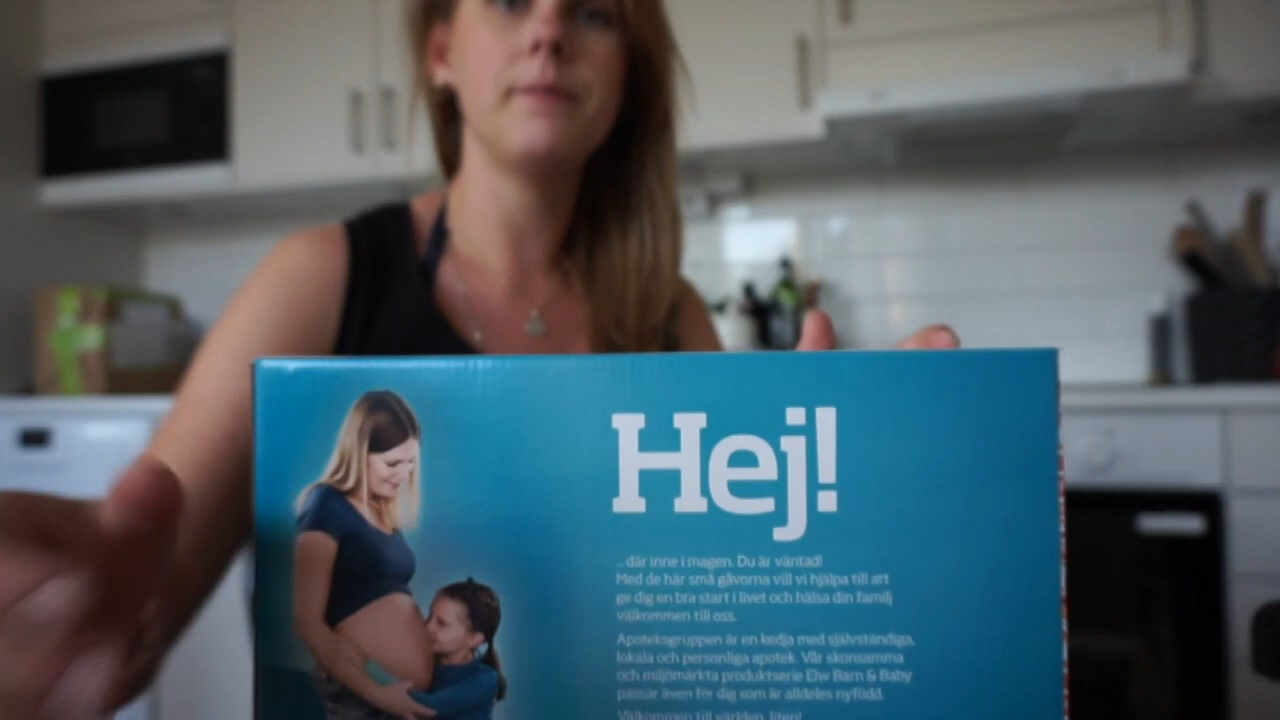 Hej!
... där inne i magen. Du är väntad!
Med de här små gåvorna vill vi hjälpa till att
ge dig en bra start i livet och hälsa din familj
välkommen till oss.
Apoteksgruppen är en kedja med självständiga,
lokala och personliga apotek. Vår skonsamma
och miljömärkta produktserie Elw Barn & Baby
passar även för dig som är alldeles nyfödd.
Välkommen till världen, liten!